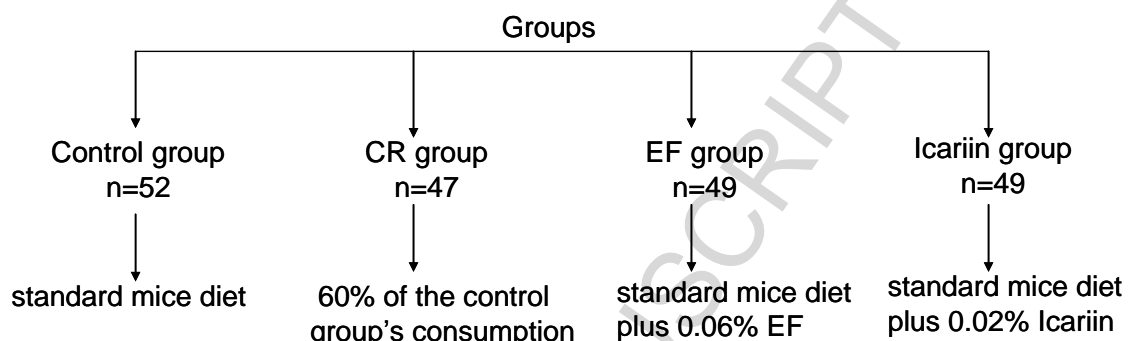 Groups
Control group
n=52
CR group
n=47
EF group
n=49
Icariin group
n=49
standard mice diet
60% of the control
group's consumption
standard mice diet
plus 0.06% EF
standard mice diet
plus 0.02% Icariin
SCRIPT